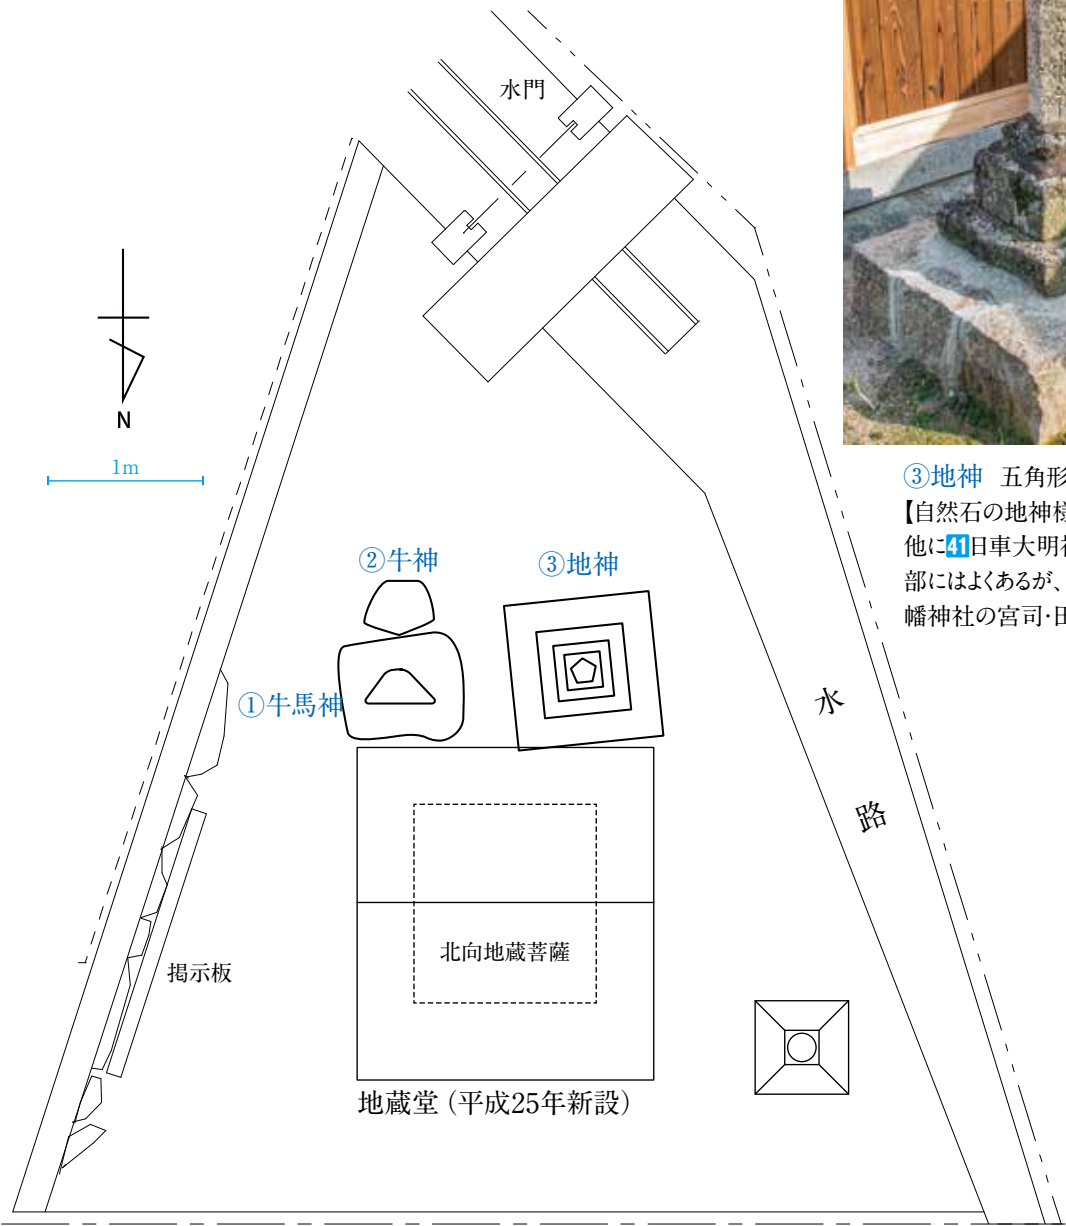 水門
N
1m
③地神 五角形
【自然石の地神様
他に41日車大明神
部にはよくあるが、
幡神社の宮司・田
②牛神
③地神
①牛馬神
水路
北向地蔵菩薩
掲示板
地蔵堂（平成25年新設）